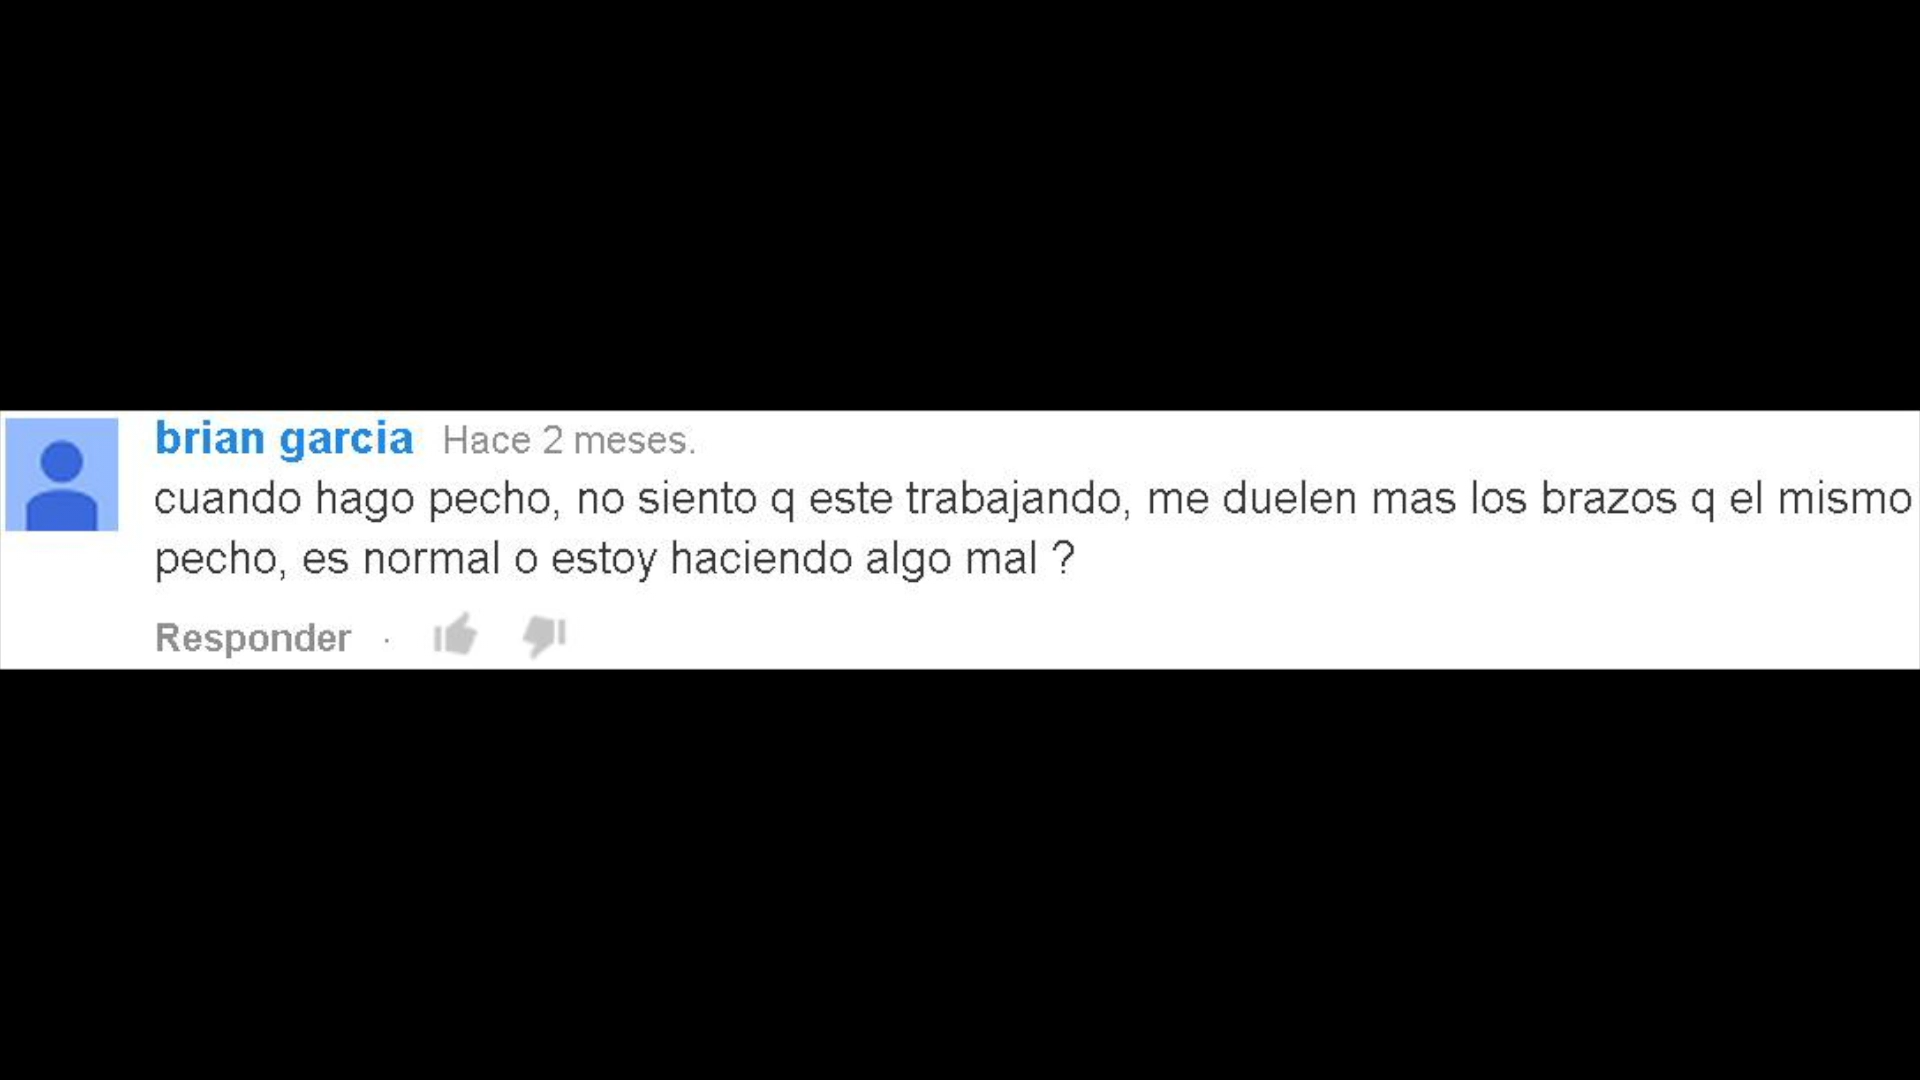 brian garcia Hace 2 meses.
cuando hago pecho, no siento q este trabajando, me duelen mas los brazos q el mismo
pecho, es normal o estoy haciendo algo mal ?
Responder ·